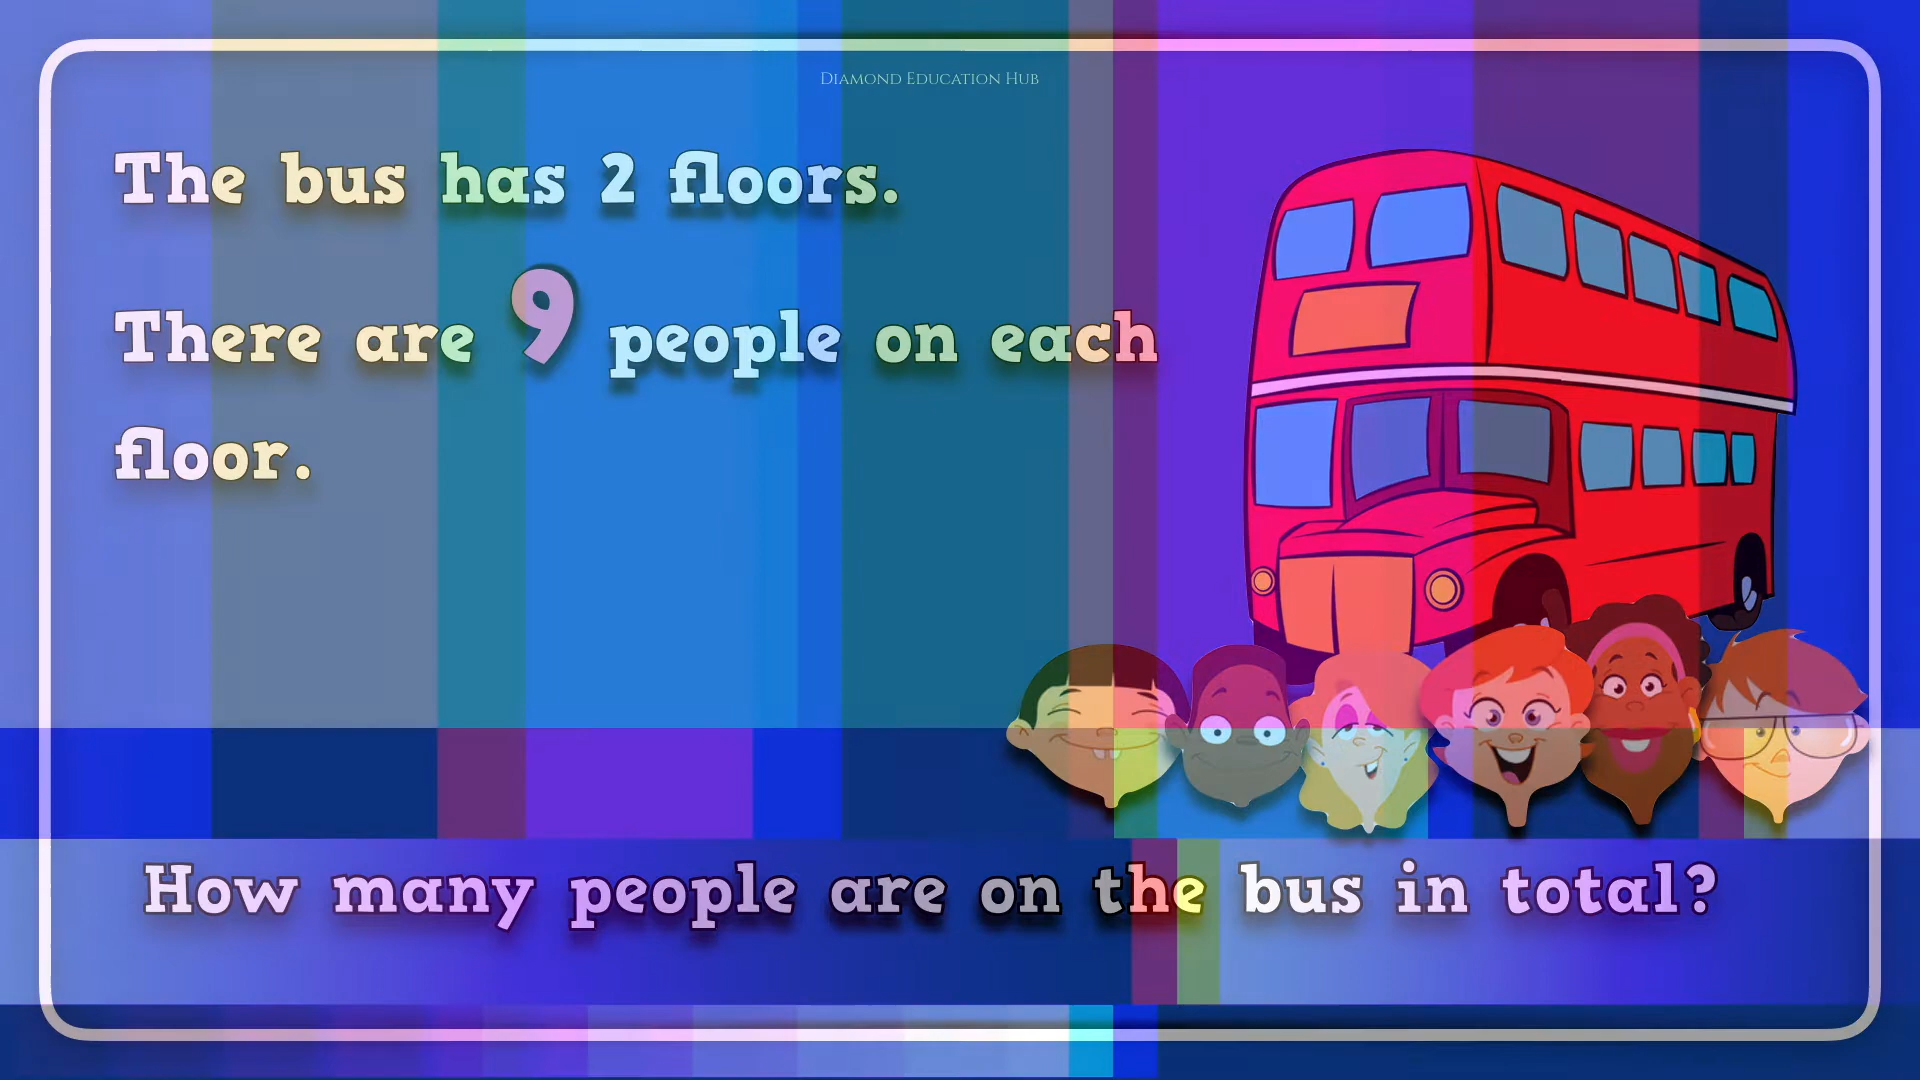 Diamond Education Hub
The bus has 2 floors.
There are 9 people on each
floor.
How many people are on the bus in total?